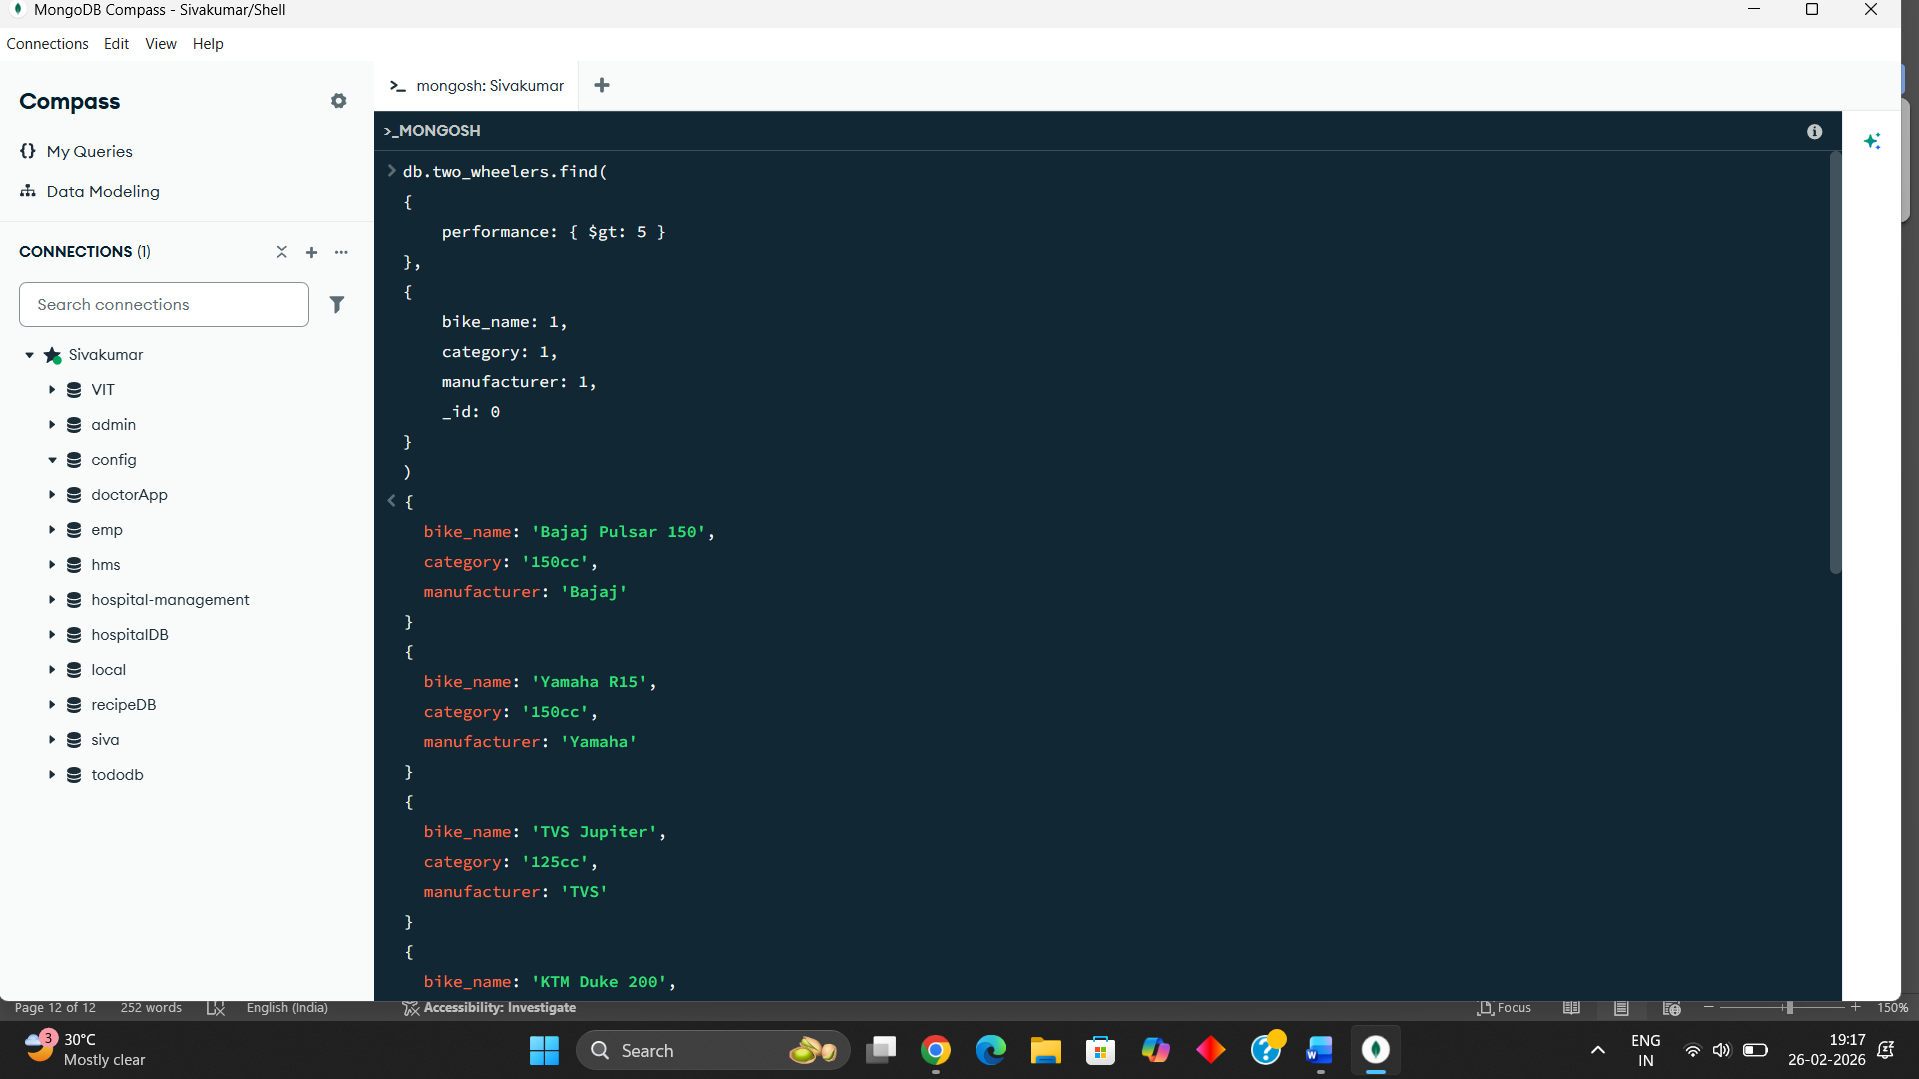 MongoDB Compass - Sivakumar/Shell
Connections Edit View Help
Compass
My Queries
Data Modeling
CONNECTIONS (1)
Search connections
Sivakumar
VIT
admin
config
doctorApp
emp
hms
hospital-management
hospitalDB
local
recipeDB
siva
tododb
mongosh: Sivakumar
>_MONGOSH
db.two_wheelers.find(
{
performance: { $gt: 5 }
},
{
bike_name: 1,
category: 1,
manufacturer: 1,
_id: 0
}
)
{
bike_name: 'Bajaj Pulsar 150',
category: '150cc',
manufacturer: 'Bajaj'
}
{
bike_name: 'Yamaha R15',
category: '150cc',
manufacturer: 'Yamaha'
}
{
bike_name: 'TVS Jupiter',
category: '125cc',
manufacturer: 'TVS'
}
{
bike_name: 'KTM Duke 200',
Page 12 of 12 252 words English (India) Accessibility: Investigate Focus 150%
3
30°C
Mostly clear
Search
ENG
IN
19:17
26-02-2026